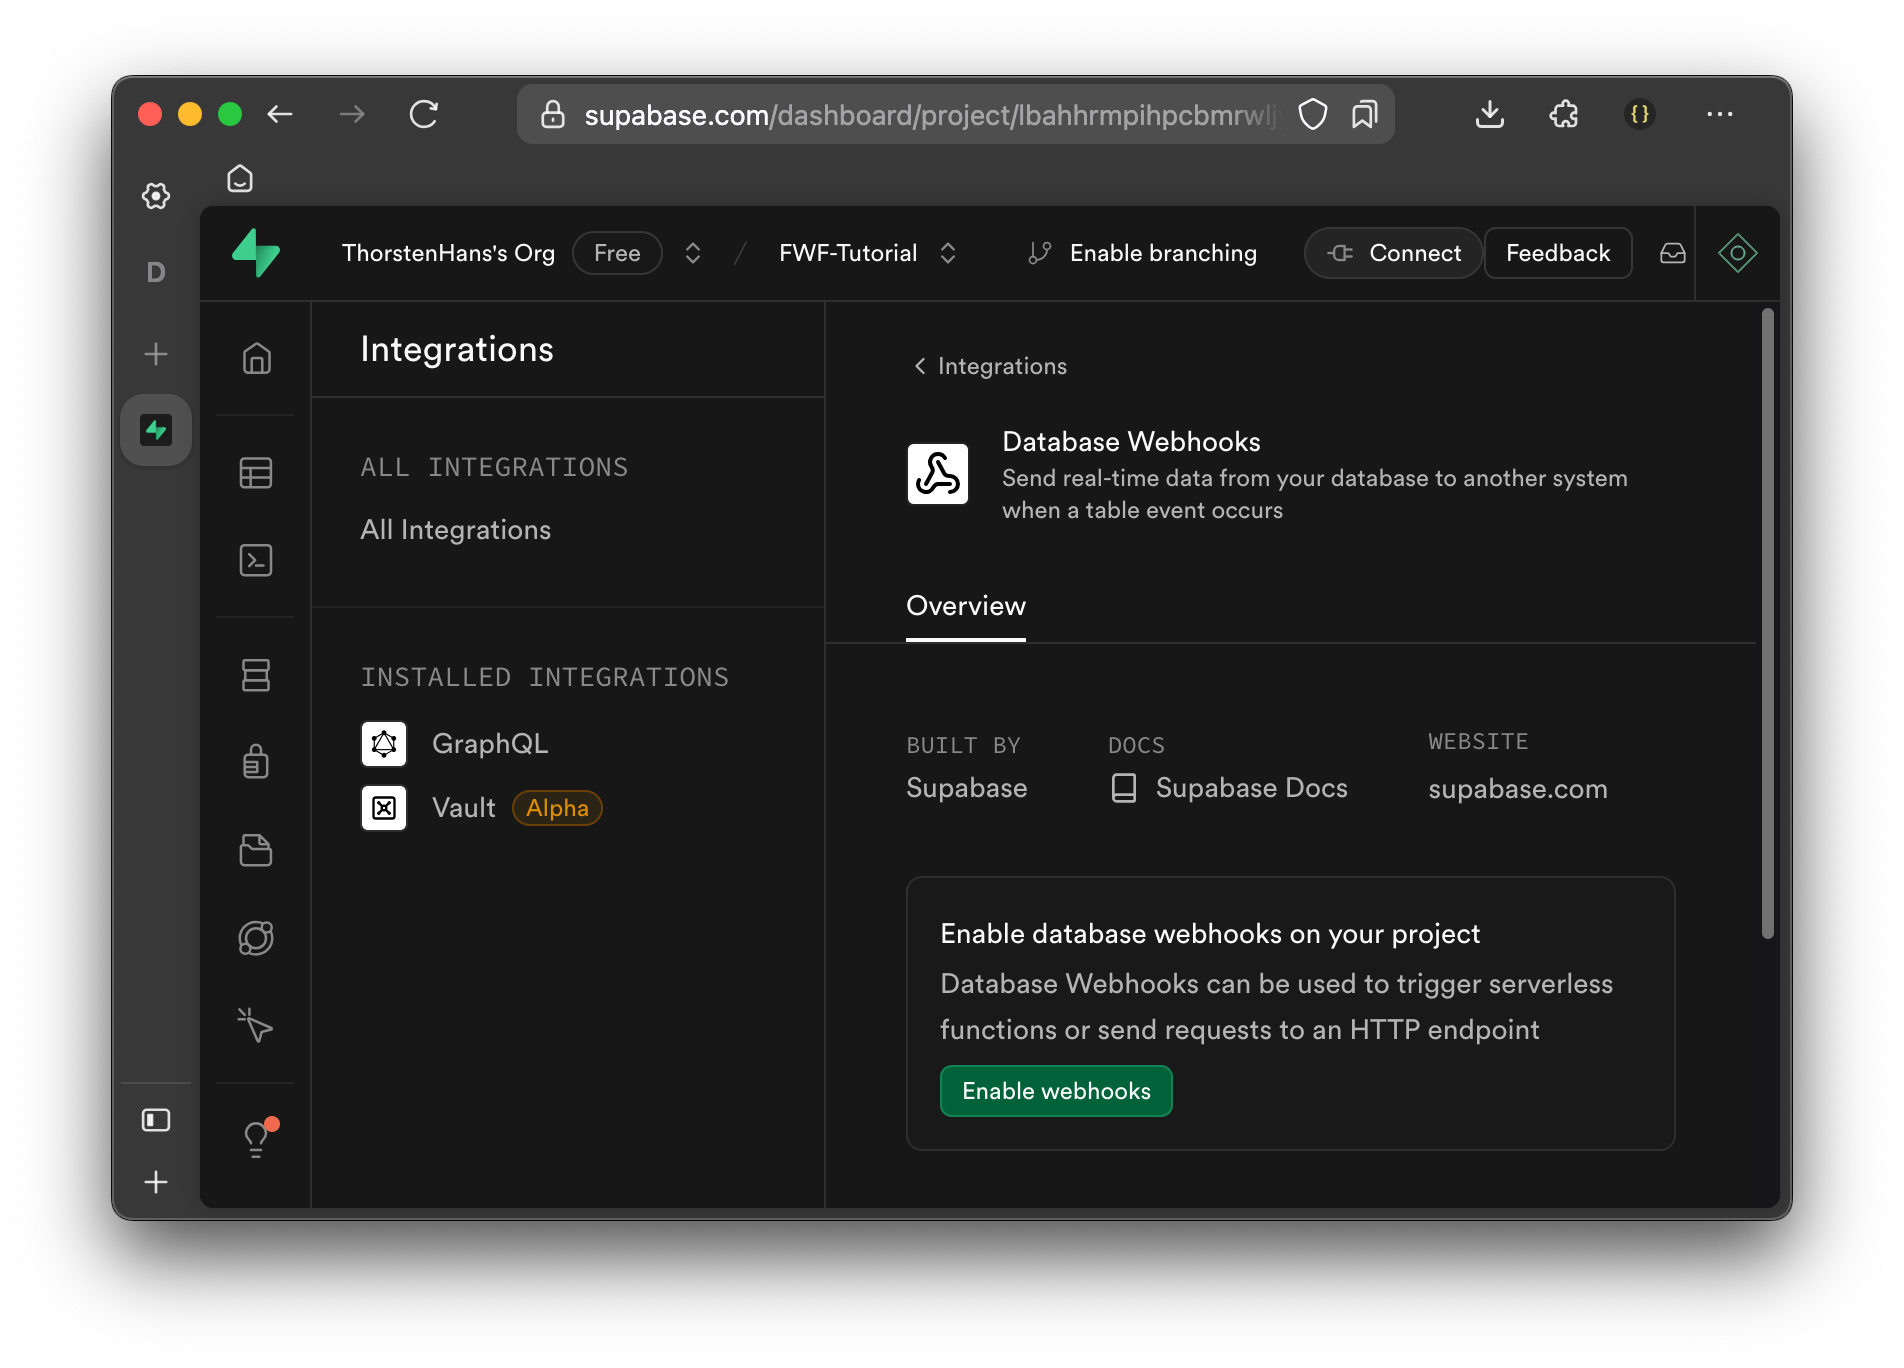 supabase.com/dashboard/project/lbahhrmpihpcbmrwlj
{}
D
ThorstenHans's Org Free / FWF-Tutorial Enable branching Connect Feedback
Integrations
ALL INTEGRATIONS
All Integrations
INSTALLED INTEGRATIONS
GraphQL
Vault Alpha
Integrations
Database Webhooks
Send real-time data from your database to another system
when a table event occurs
Overview
BUILT BY
Supabase
DOCS
Supabase Docs
WEBSITE
supabase.com
Enable database webhooks on your project
Database Webhooks can be used to trigger serverless
functions or send requests to an HTTP endpoint
Enable webhooks